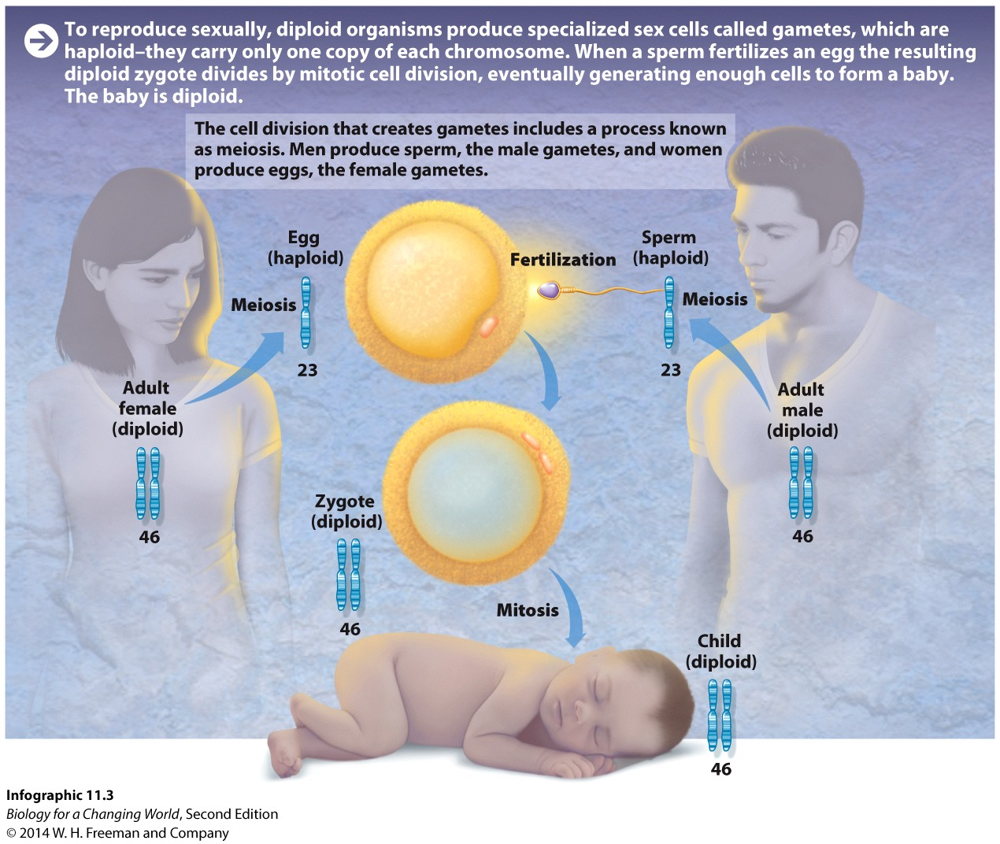 To reproduce sexually, diploid organisms produce specialized sex cells called gametes, which are
haploid–they carry only one copy of each chromosome. When a sperm fertilizes an egg the resulting
diploid zygote divides by mitotic cell division, eventually generating enough cells to form a baby.
The baby is diploid.
The cell division that creates gametes includes a process known
as meiosis. Men produce sperm, the male gametes, and women
produce eggs, the female gametes.
Egg
(haploid)
Meiosis
23
Fertilization
Sperm
(haploid)
Meiosis
23
Adult
female
(diploid)
46
Adult
male
(diploid)
46
Zygote
(diploid)
46
Mitosis
Child
(diploid)
46
Infographic 11.3
Biology for a Changing World, Second Edition
© 2014 W. H. Freeman and Company